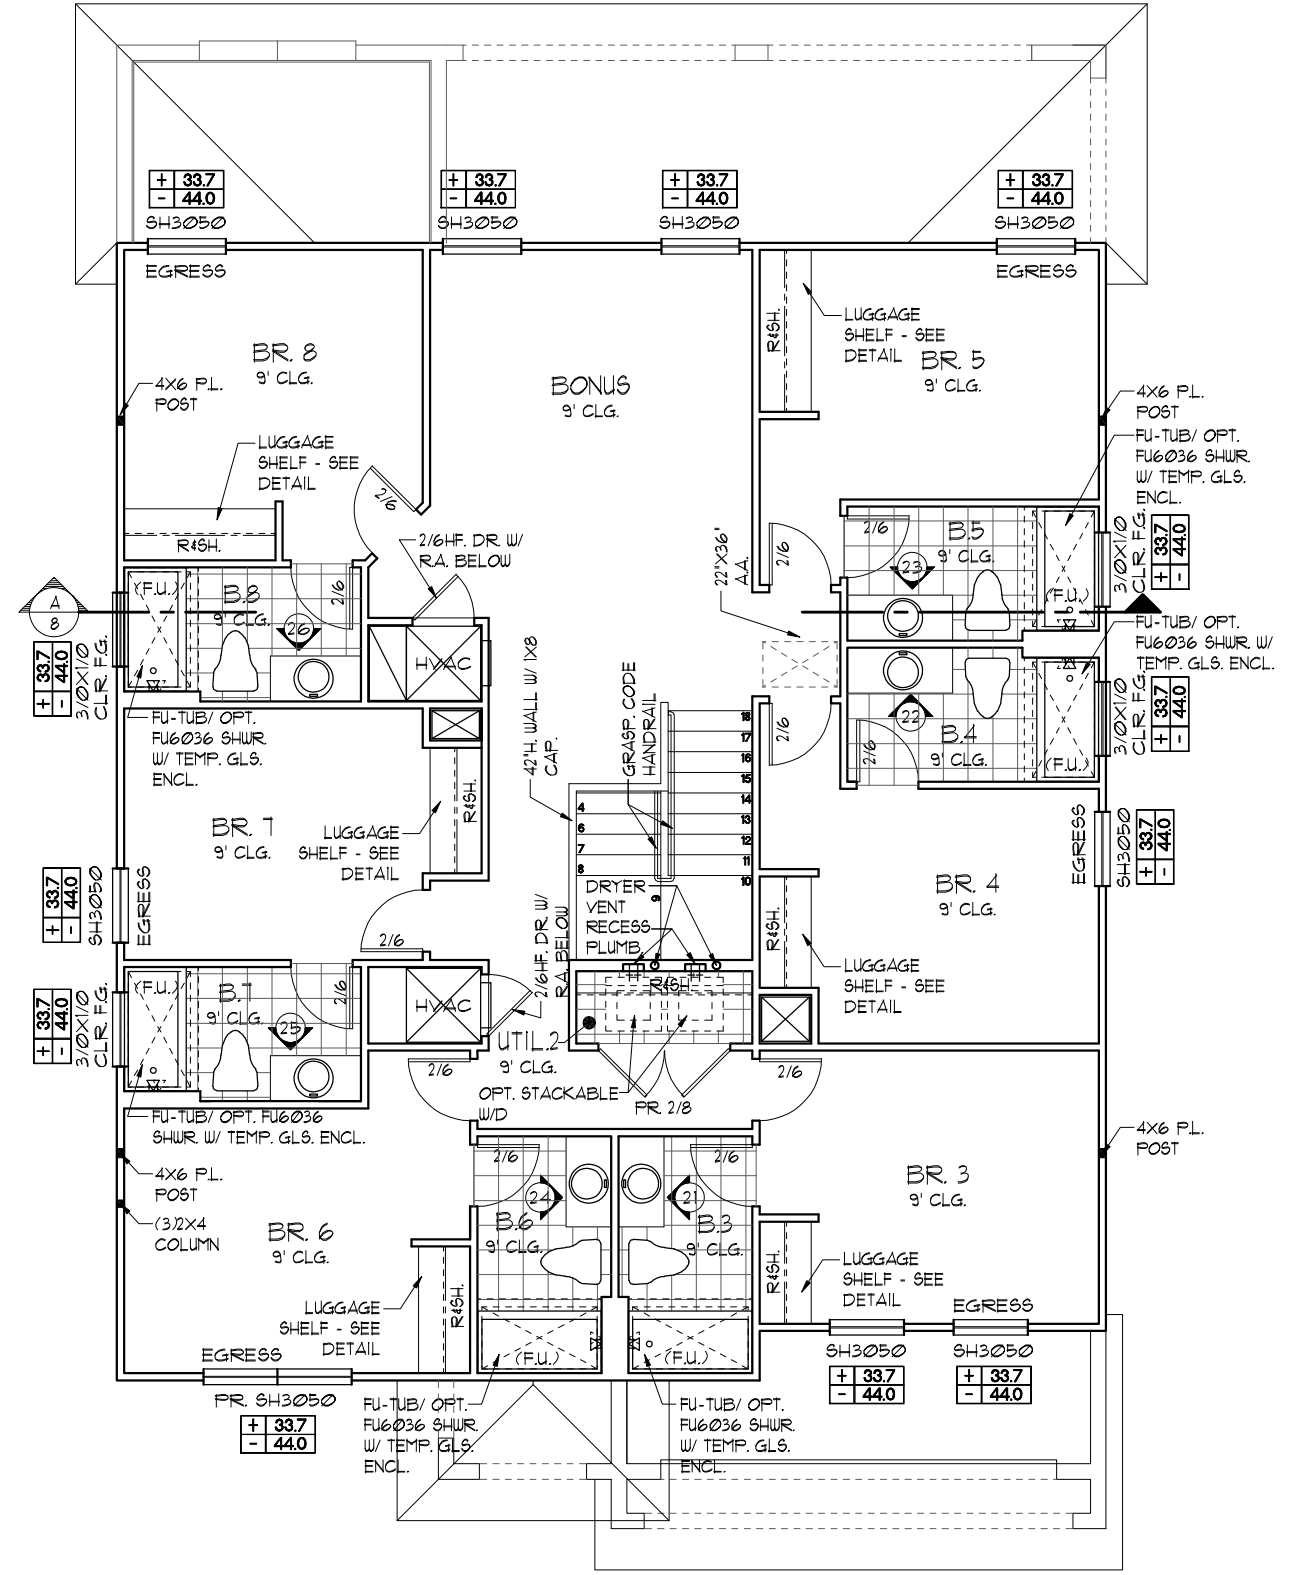 + 33.7
- 44.0
SH3050
EGRESS
+ 33.7
- 44.0
SH3050
+ 33.7
- 44.0
SH3050
+ 33.7
- 44.0
SH3050
EGRESS
BR. 8
9' CLG.
4X6 P.L.
POST
LUGGAGE
SHELF - SEE
DETAIL
R&SH.
2/6
BONUS
9' CLG.
R&SH.
LUGGAGE
SHELF - SEE
DETAIL
BR. 5
9' CLG.
4X6 P.L.
POST
FU-TUB/ OPT.
FU6036 SHWR.
W/ TEMP. GLS.
ENCL.
2/6HF. DR. W/
R.A. BELOW
22"X36"
A.A.
2/6
2/6
B.5
9' CLG.
23
(F.U.)
3/0X1/0
CLR. F.G.
+ 33.7
- 44.0
A
8
(F.U.)
B.8
9' CLG.
26
2/6
+ 33.7
- 44.0
3/0X1/0
CLR. F.G.
HVAC
FU-TUB/ OPT.
FU6036 SHWR.
W/ TEMP. GLS.
ENCL.
FU-TUB/ OPT.
FU6036 SHWR. W/
TEMP. GLS. ENCL.
22
B.4
9' CLG.
2/6
2/6
(F.U.)
3/0X1/0
CLR. F.G.
+ 33.7
- 44.0
42"H. WALL W/ 1X8
CAP.
GRASP. CODE
HANDRAIL
18
17
16
15
14
13
12
11
10
4
6
7
8
9
BR. 7
9' CLG.
LUGGAGE
SHELF - SEE
DETAIL
R&SH.
2/6
+ 33.7
- 44.0
SH3050
EGRESS
EGRESS
SH3050
+ 33.7
- 44.0
BR. 4
9' CLG.
R&SH.
LUGGAGE
SHELF - SEE
DETAIL
DRYER
VENT
RECESS
PLUMB.
2/6HF. DR. W/
R.A. BELOW
R&SH.
(F.U.)
B.7
9' CLG.
25
2/6
+ 33.7
- 44.0
3/0X1/0
CLR. F.G.
HVAC
UTIL.2
9' CLG.
OPT. STACKABLE
W/D
PR. 2/8
2/6
2/6
FU-TUB/ OPT. FU6036
SHWR. W/ TEMP. GLS. ENCL.
4X6 P.L.
POST
(3)2X4
COLUMN
BR. 6
9' CLG.
LUGGAGE
SHELF - SEE
DETAIL
R&SH.
EGRESS
PR. SH3050
+ 33.7
- 44.0
2/6
24
B.6
9' CLG.
(F.U.)
2/6
21
B.3
9' CLG.
(F.U.)
FU-TUB/ OPT.
FU6036 SHWR.
W/ TEMP. GLS.
ENCL.
FU-TUB/ OPT.
FU6036 SHWR.
W/ TEMP. GLS.
ENCL.
BR. 3
9' CLG.
4X6 P.L.
POST
R&SH.
LUGGAGE
SHELF - SEE
DETAIL
EGRESS
SH3050
SH3050
+ 33.7
- 44.0
+ 33.7
- 44.0